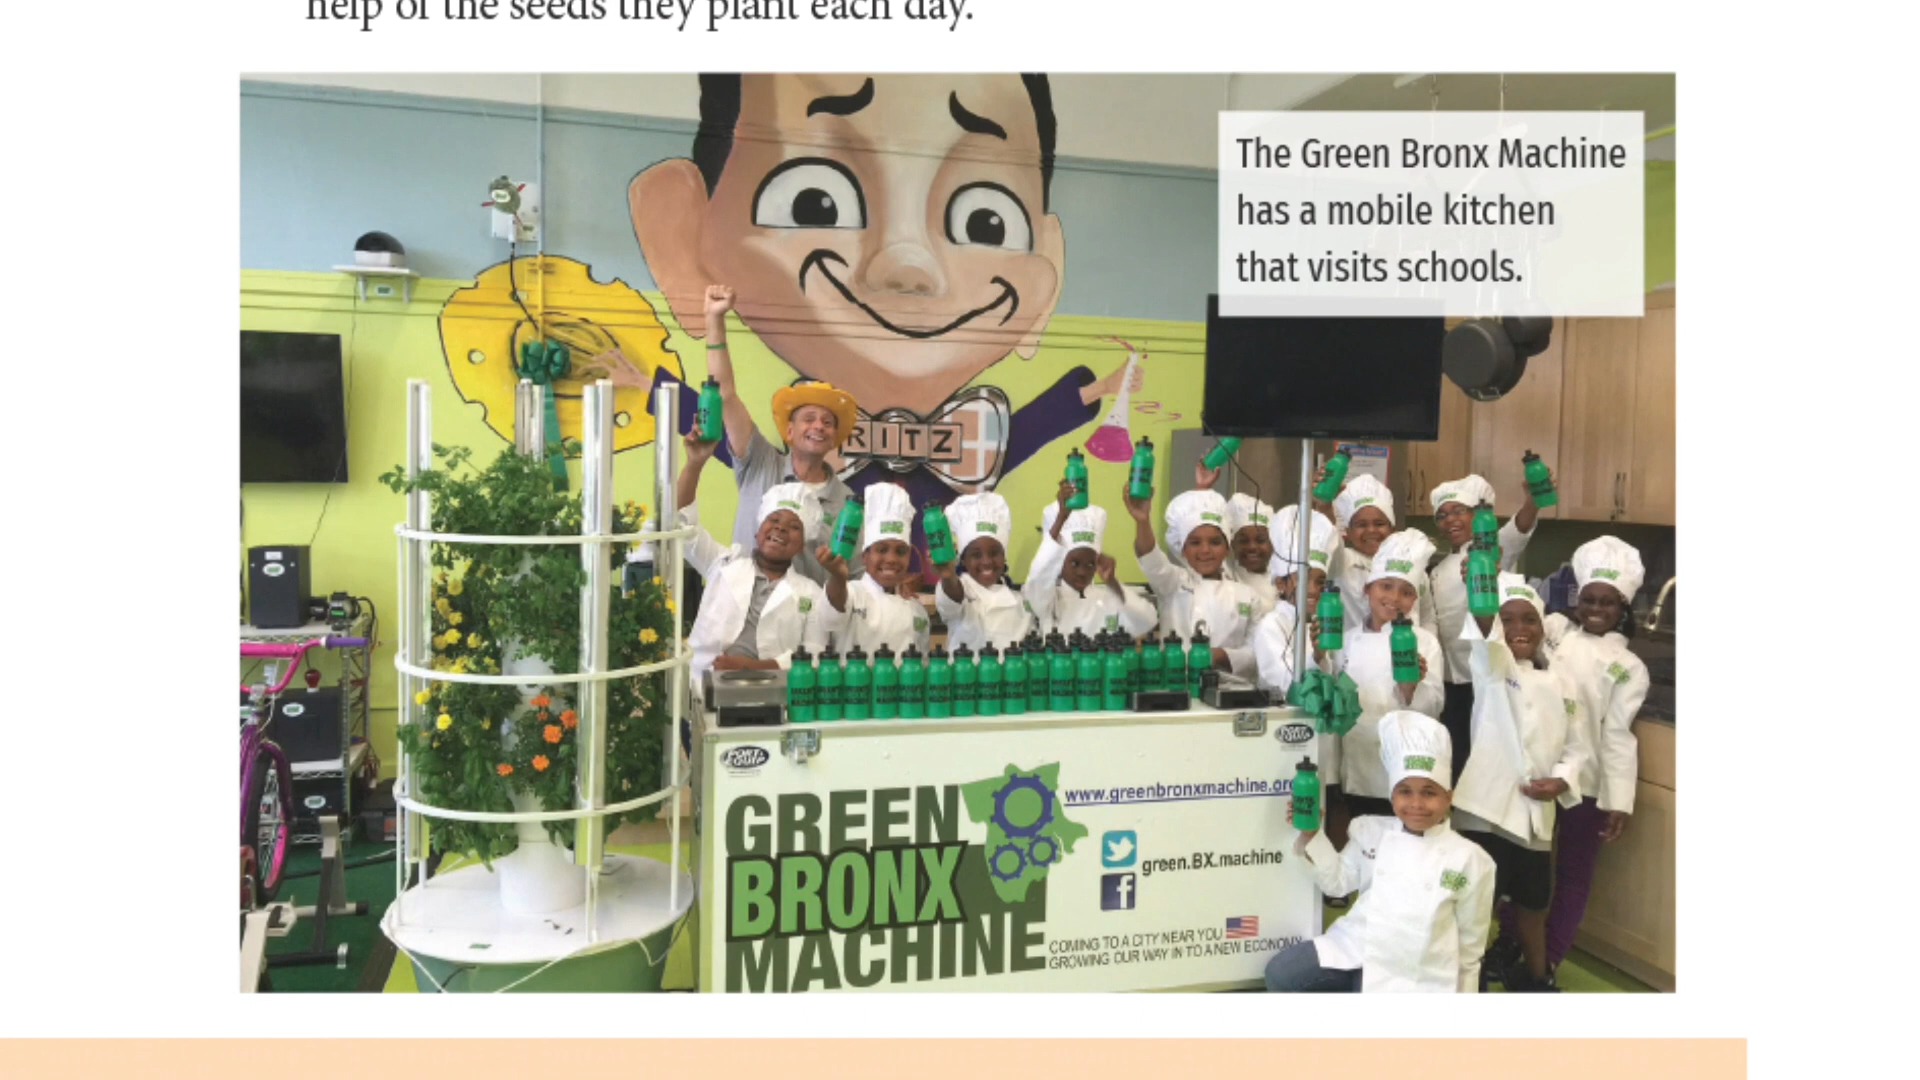 help of the seeds they plant each day.
The Green Bronx Machine
has a mobile kitchen
that visits schools.
RITZ
PORT
EQUIP
GREEN
BRONX
MACHINE
www.greenbronxmachine.org
green.BX.machine
COMING TO A CITY NEAR YOU
GROWING OUR WAY IN TO A NEW ECONOMY